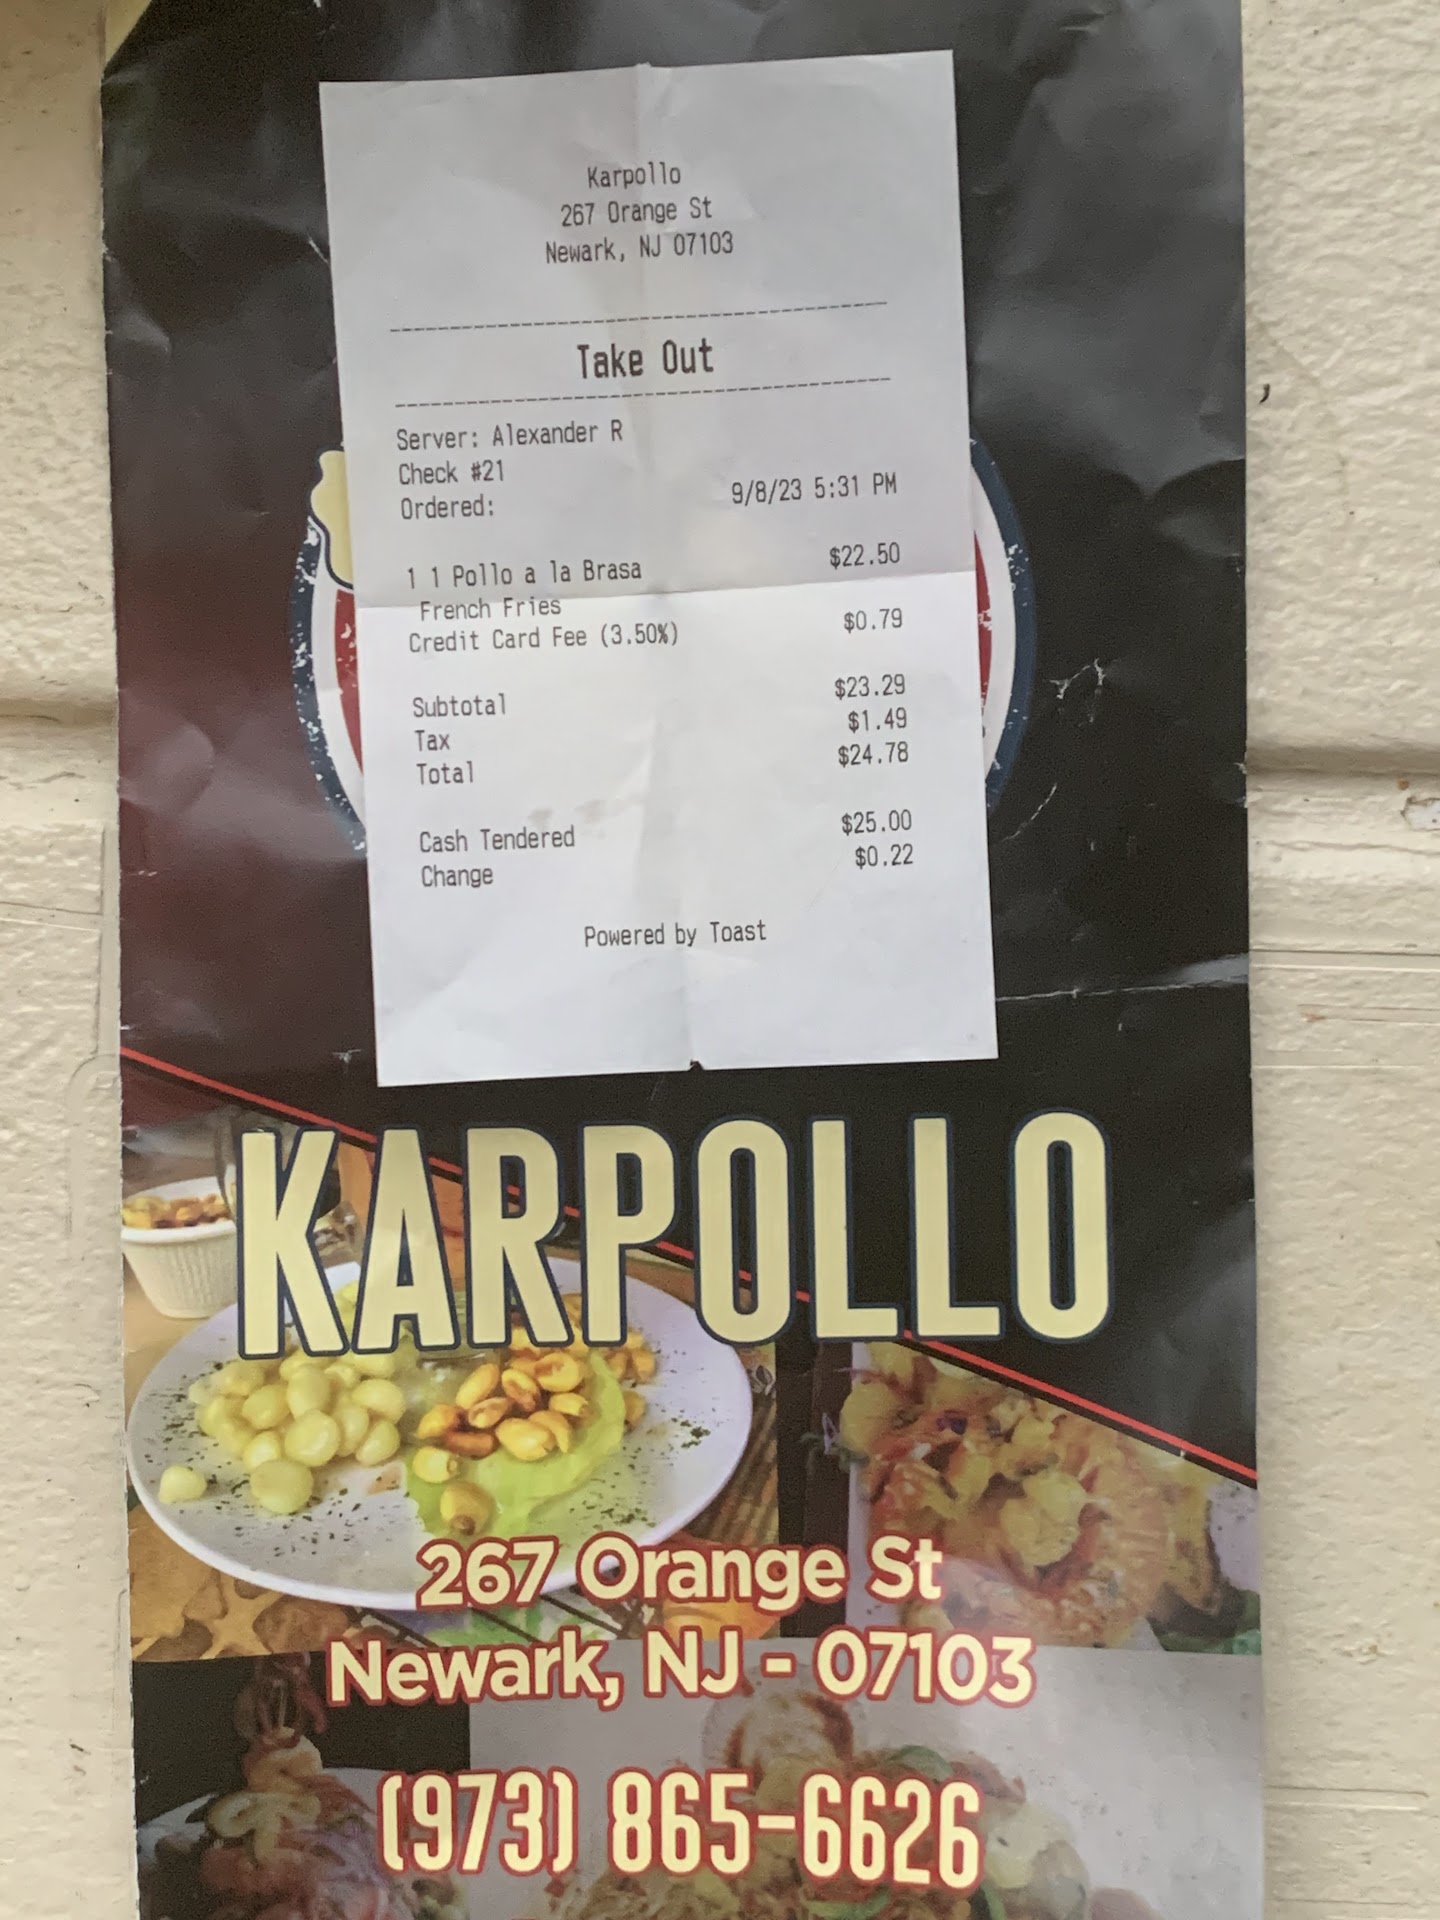 Karpollo
267 Orange St
Newark, NJ 07103
Take Out
Server: Alexander R
Check #21
Ordered: 9/8/23 5:31 PM
1 1 Pollo a la Brasa $22.50
French Fries
Credit Card Fee (3.50%) $0.79
Subtotal $23.29
Tax $1.49
Total $24.78
Cash Tendered $25.00
Change $0.22
Powered by Toast
KARPOLLO
267 Orange St
Newark, NJ - 07103
(973) 865-6626